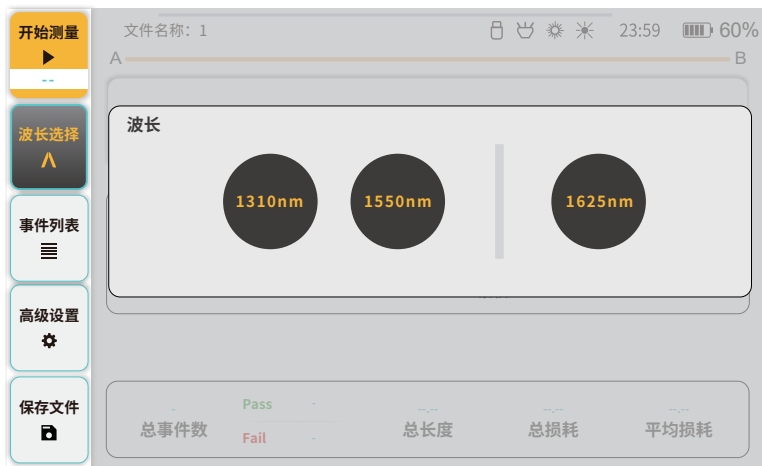 开始测量
--
波长选择
事件列表
高级设置
保存文件
文件名称：1
23:59
60%
A
B
波长
1310nm
1550nm
1625nm
-
总事件数
Pass -
Fail -
--.--
总长度
--.--
总损耗
--.--
平均损耗